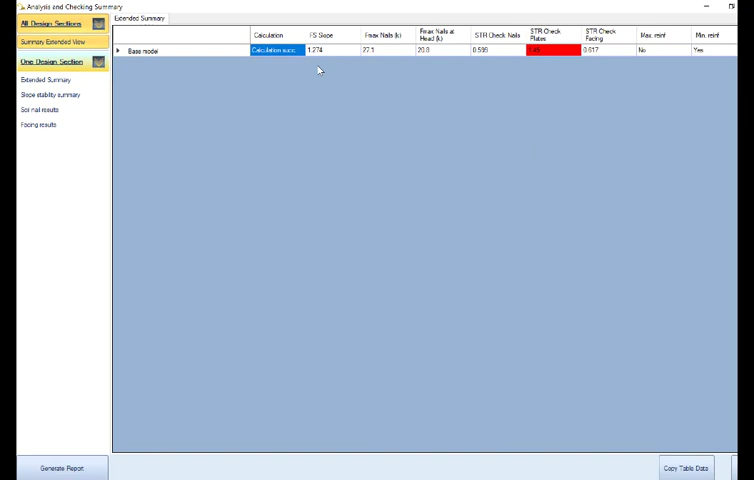 Analysis and Checking Summary
All Design Sections
Summary Extended View
One Design Section
Extended Summary
Slope stability summary
Soil nail results
Facing results
Generate Report
Extended Summary
Calculation FS Slope Fmax Nails (k) Fmax Nails at Head (k) STR Check Nails STR Check Plates STR Check Facing Max. reinf Min. reinf
Base model Calculation succ 1.274 27.1 20.8 0.617 No Yes
Copy Table Data